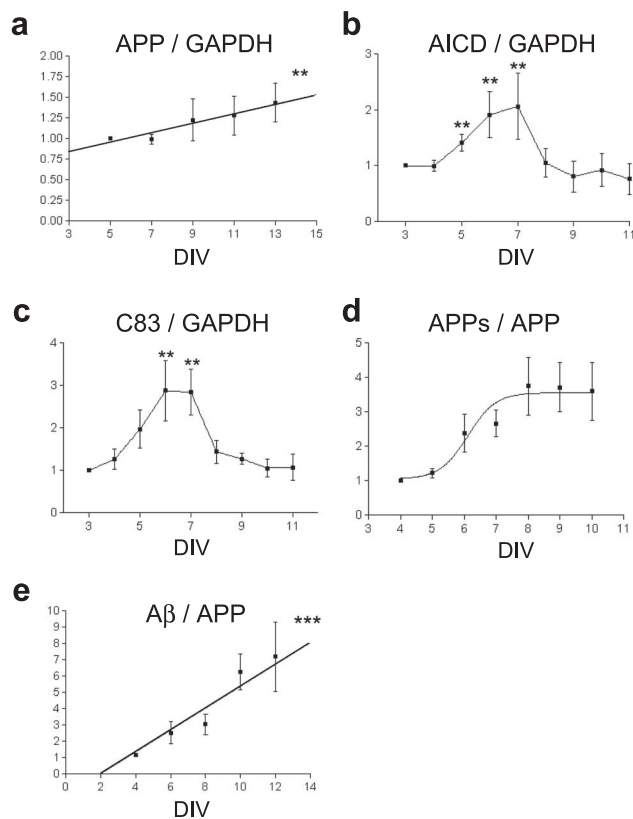 a
APP / GAPDH
**
2.00
1.75
1.50
1.25
1.00
0.75
0.50
0.25
0.00
3 5 7 9 11 13 15
DIV
b
AICD / GAPDH
** ** **
3
2
1
0
3 5 7 9 11
DIV
c
C83 / GAPDH
** **
4
3
2
1
0
3 5 7 9 11
DIV
d
APPs / APP
5
4
3
2
1
0
3 4 5 6 7 8 9 10 11
DIV
e
Aβ / APP
***
10
9
8
7
6
5
4
3
2
1
0
0 2 4 6 8 10 12 14
DIV